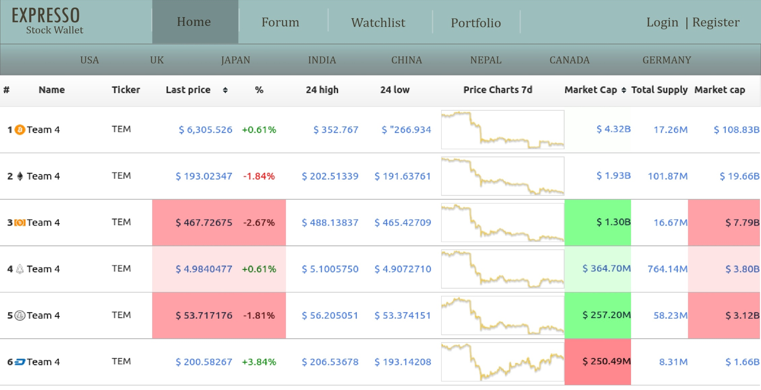 EXPRESSO
Stock Wallet
Home Forum Watchlist Portfolio Login | Register
USA UK JAPAN INDIA CHINA NEPAL CANADA GERMANY
# Name Ticker Last price % 24 high 24 low Price Charts 7d Market Cap Total Supply Market cap
1 Team 4 TEM $ 6,305.526 +0.61% $ 352.767 $ "266.934 $ 4.32B 17.26M $ 108.83B
2 Team 4 TEM $ 193.02347 -1.84% $ 202.51339 $ 191.63761 $ 1.93B 101.87M $ 19.66B
3 Team 4 TEM $ 467.72675 -2.67% $ 488.13837 $ 465.42709 $ 1.30B 16.67M $ 7.79B
4 Team 4 TEM $ 4.9840477 +0.61% $ 5.1005750 $ 4.9072710 $ 364.70M 764.14M $ 3.80B
5 Team 4 TEM $ 53.717176 -1.81% $ 56.205051 $ 53.374151 $ 257.20M 58.23M $ 3.12B
6 Team 4 TEM $ 200.58267 +3.84% $ 206.53678 $ 193.14208 $ 250.49M 8.31M $ 1.66B